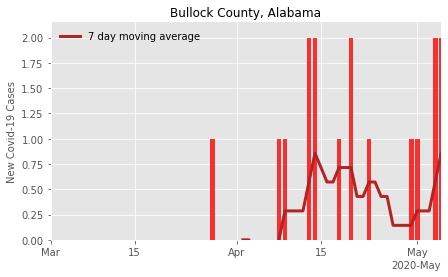 Bullock County, Alabama
7 day moving average
New Covid-19 Cases
2.00
1.75
1.50
1.25
1.00
0.75
0.50
0.25
0.00
Mar
15
Apr
15
May
2020-May